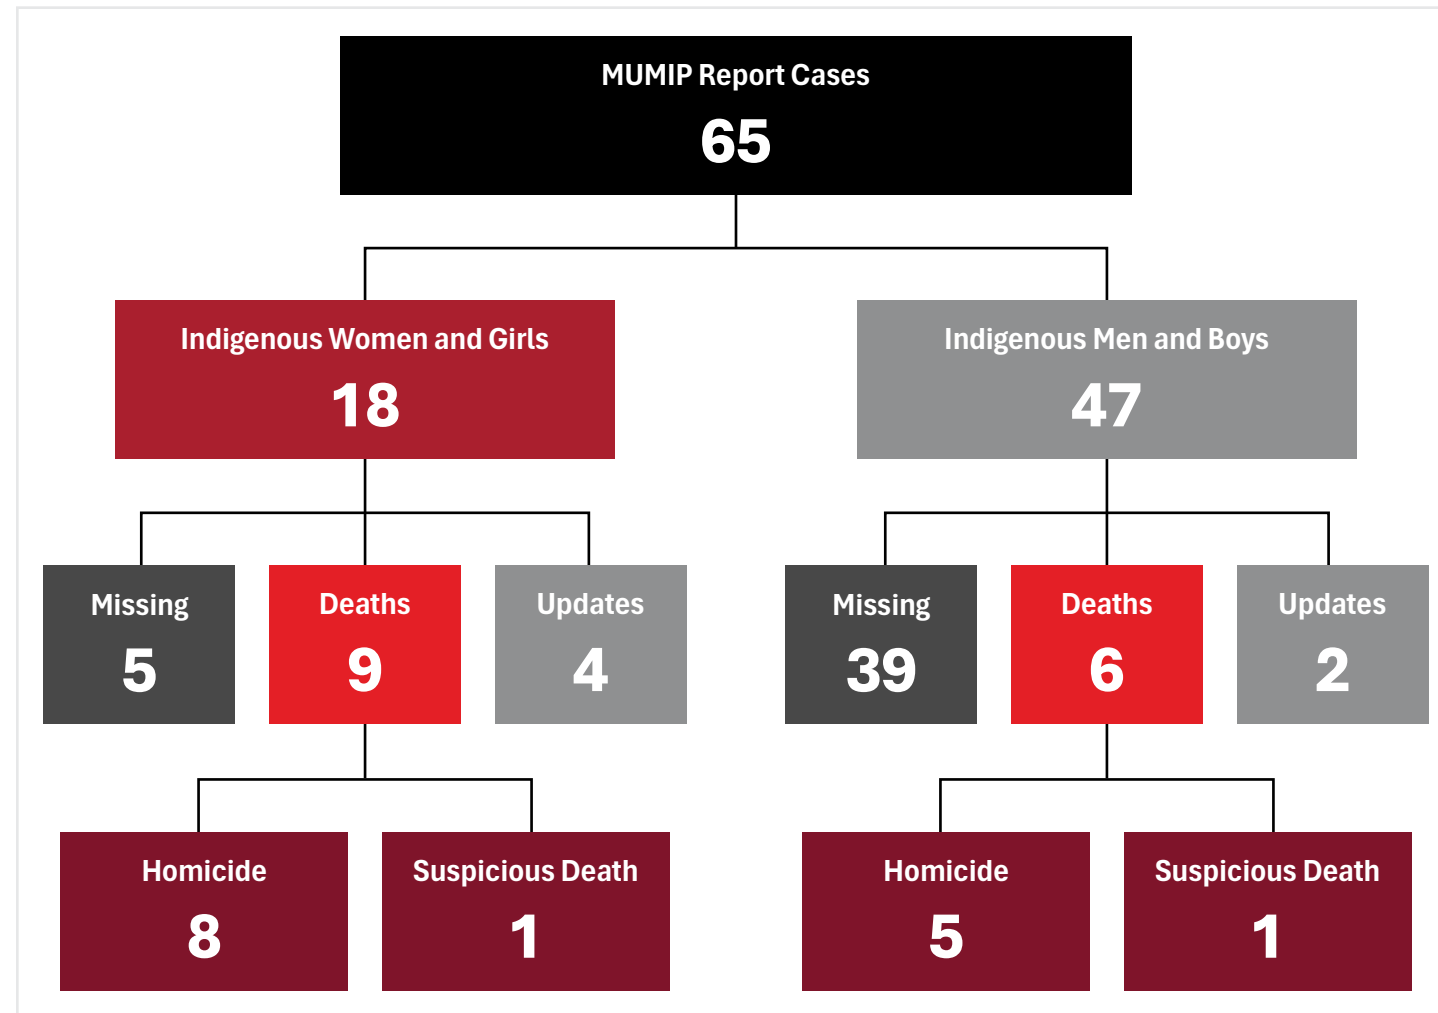 MUMIP Report Cases
65
Indigenous Women and Girls
18
Indigenous Men and Boys
47
Missing
5
Deaths
9
Updates
4
Missing
39
Deaths
6
Updates
2
Homicide
8
Suspicious Death
1
Homicide
5
Suspicious Death
1